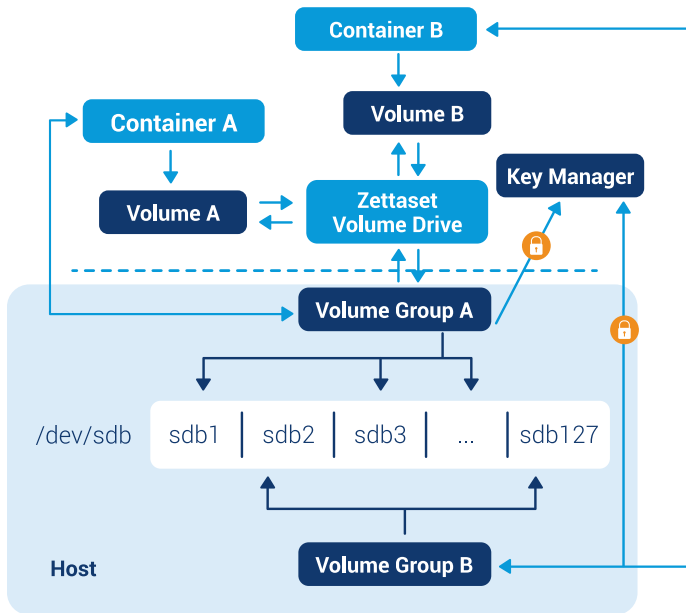 Container B
Volume B
Container A
Key Manager
Volume A
Zettaset
Volume Drive
Volume Group A
/dev/sdb
sdb1
sdb2
sdb3
...
sdb127
Volume Group B
Host